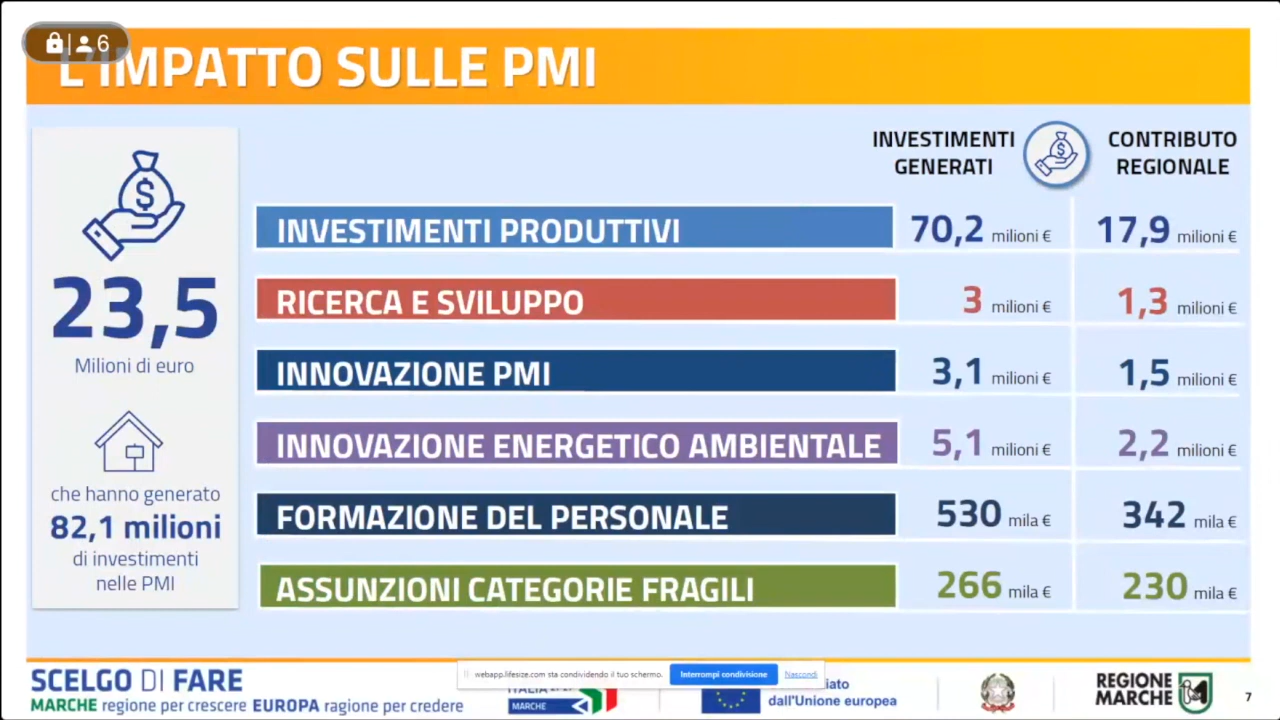 6
L'IMPATTO SULLE PMI
INVESTIMENTI GENERATI
CONTRIBUTO REGIONALE
23,5
Milioni di euro
che hanno generato
82,1 milioni
di investimenti
nelle PMI
INVESTIMENTI PRODUTTIVI 70,2 milioni € 17,9 milioni €
RICERCA E SVILUPPO 3 milioni € 1,3 milioni €
INNOVAZIONE PMI 3,1 milioni € 1,5 milioni €
INNOVAZIONE ENERGETICO AMBIENTALE 5,1 milioni € 2,2 milioni €
FORMAZIONE DEL PERSONALE 530 mila € 342 mila €
ASSUNZIONI CATEGORIE FRAGILI 266 mila € 230 mila €
webapp.lifesize.com sta condividendo il tuo schermo. Interrompi condivisione Nascondi
SCELGO DI FARE
MARCHE regione per crescere EUROPA ragione per credere
MARCHE
dall'Unione europea
REGIONE
MARCHE
7